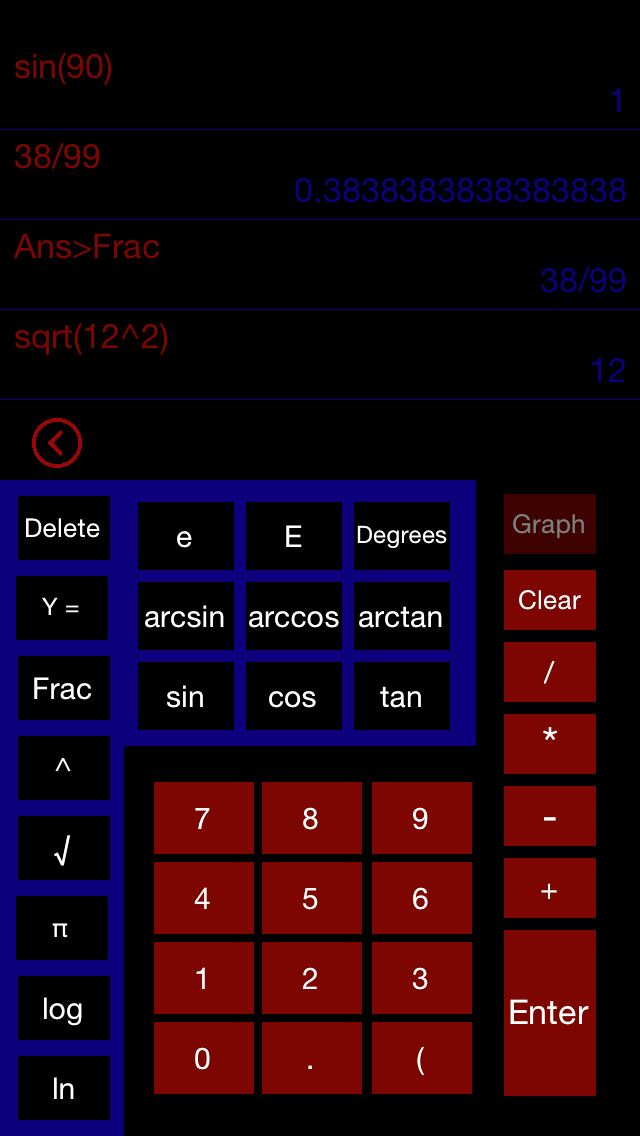 sin(90)
1
38/99
0.3838383838383838
Ans>Frac
38/99
sqrt(12^2)
12
Delete e E Degrees Graph
Y = arcsin arccos arctan Clear
Frac sin cos tan /
^ *
7 8 9 -
√ 4 5 6 +
π
log 1 2 3 Enter
ln 0 . (